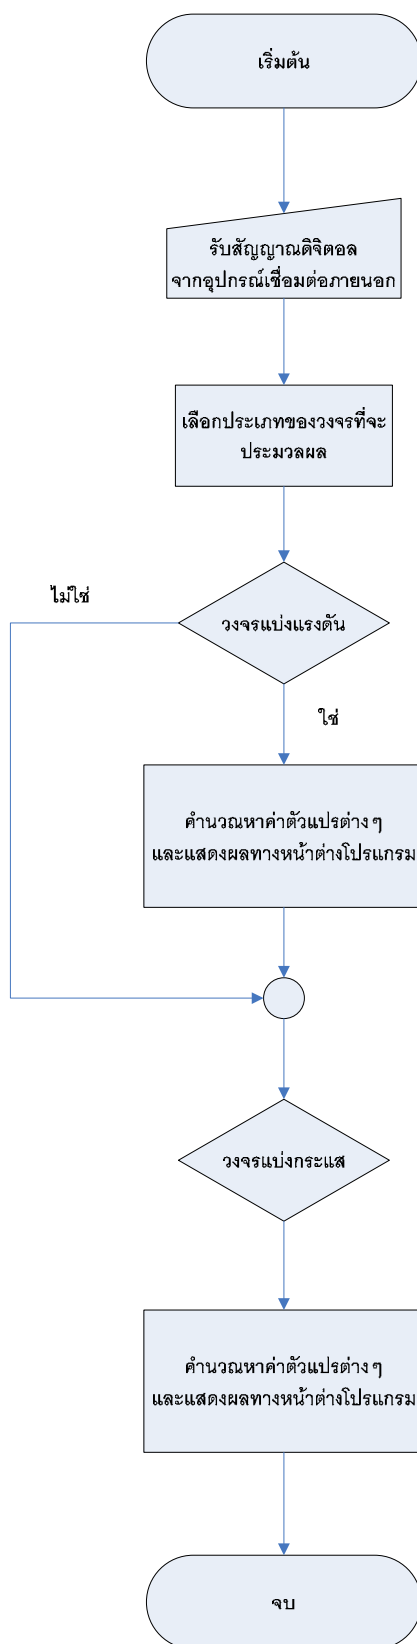 เริ่มต้น
รับสัญญาณดิจิตอล
จากอุปกรณ์เชื่อมต่อภายนอก
เลือกประเภทของวงจรที่จะ
ประมวลผล
ไม่ใช่
วงจรแบ่งแรงดัน
ใช่
คำนวณหาค่าตัวแปรต่าง ๆ
และแสดงผลทางหน้าต่างโปรแกรม
วงจรแบ่งกระแส
คำนวณหาค่าตัวแปรต่าง ๆ
และแสดงผลทางหน้าต่างโปรแกรม
จบ